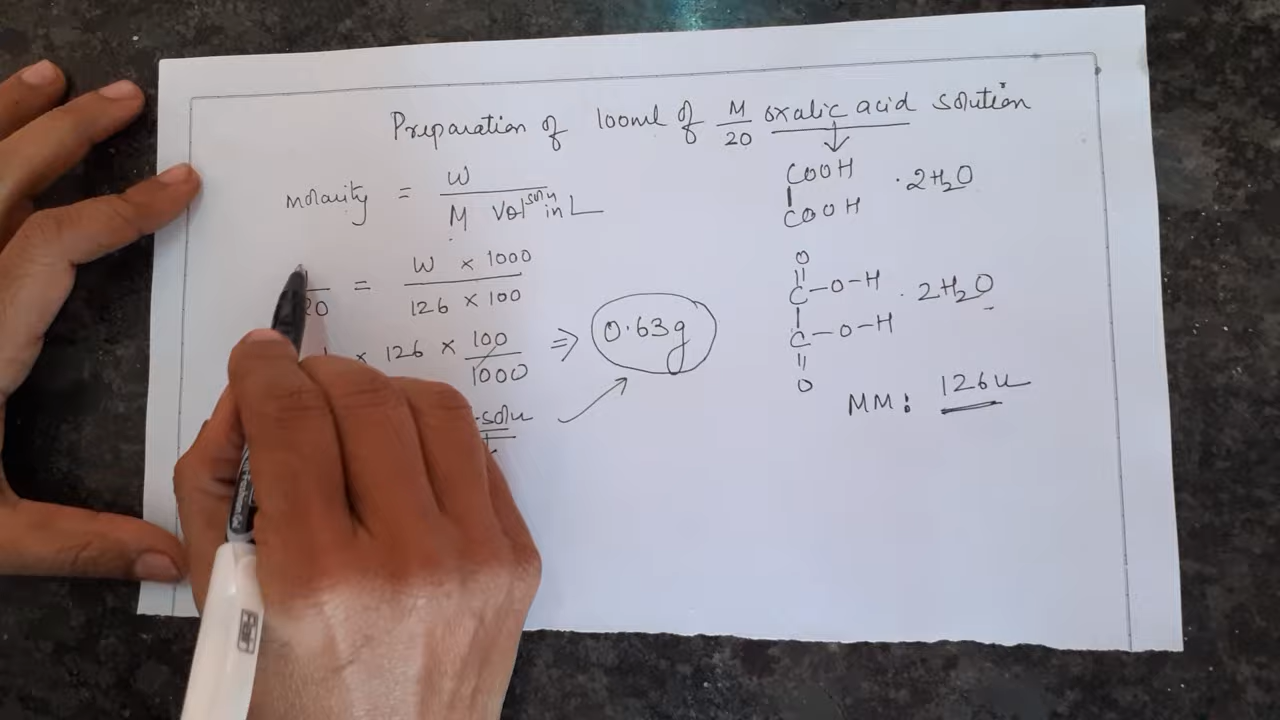 Preparation of 100ml of M/20 oxalic acid solution
molarity = W / M Vol soln in L
20 = W x 1000 / 126 x 100
x 126 x 100/1000 => 0.63g
COOH
COOH
. 2H2O
O
C-O-H
C-O-H
O
. 2H2O
MM: 126u